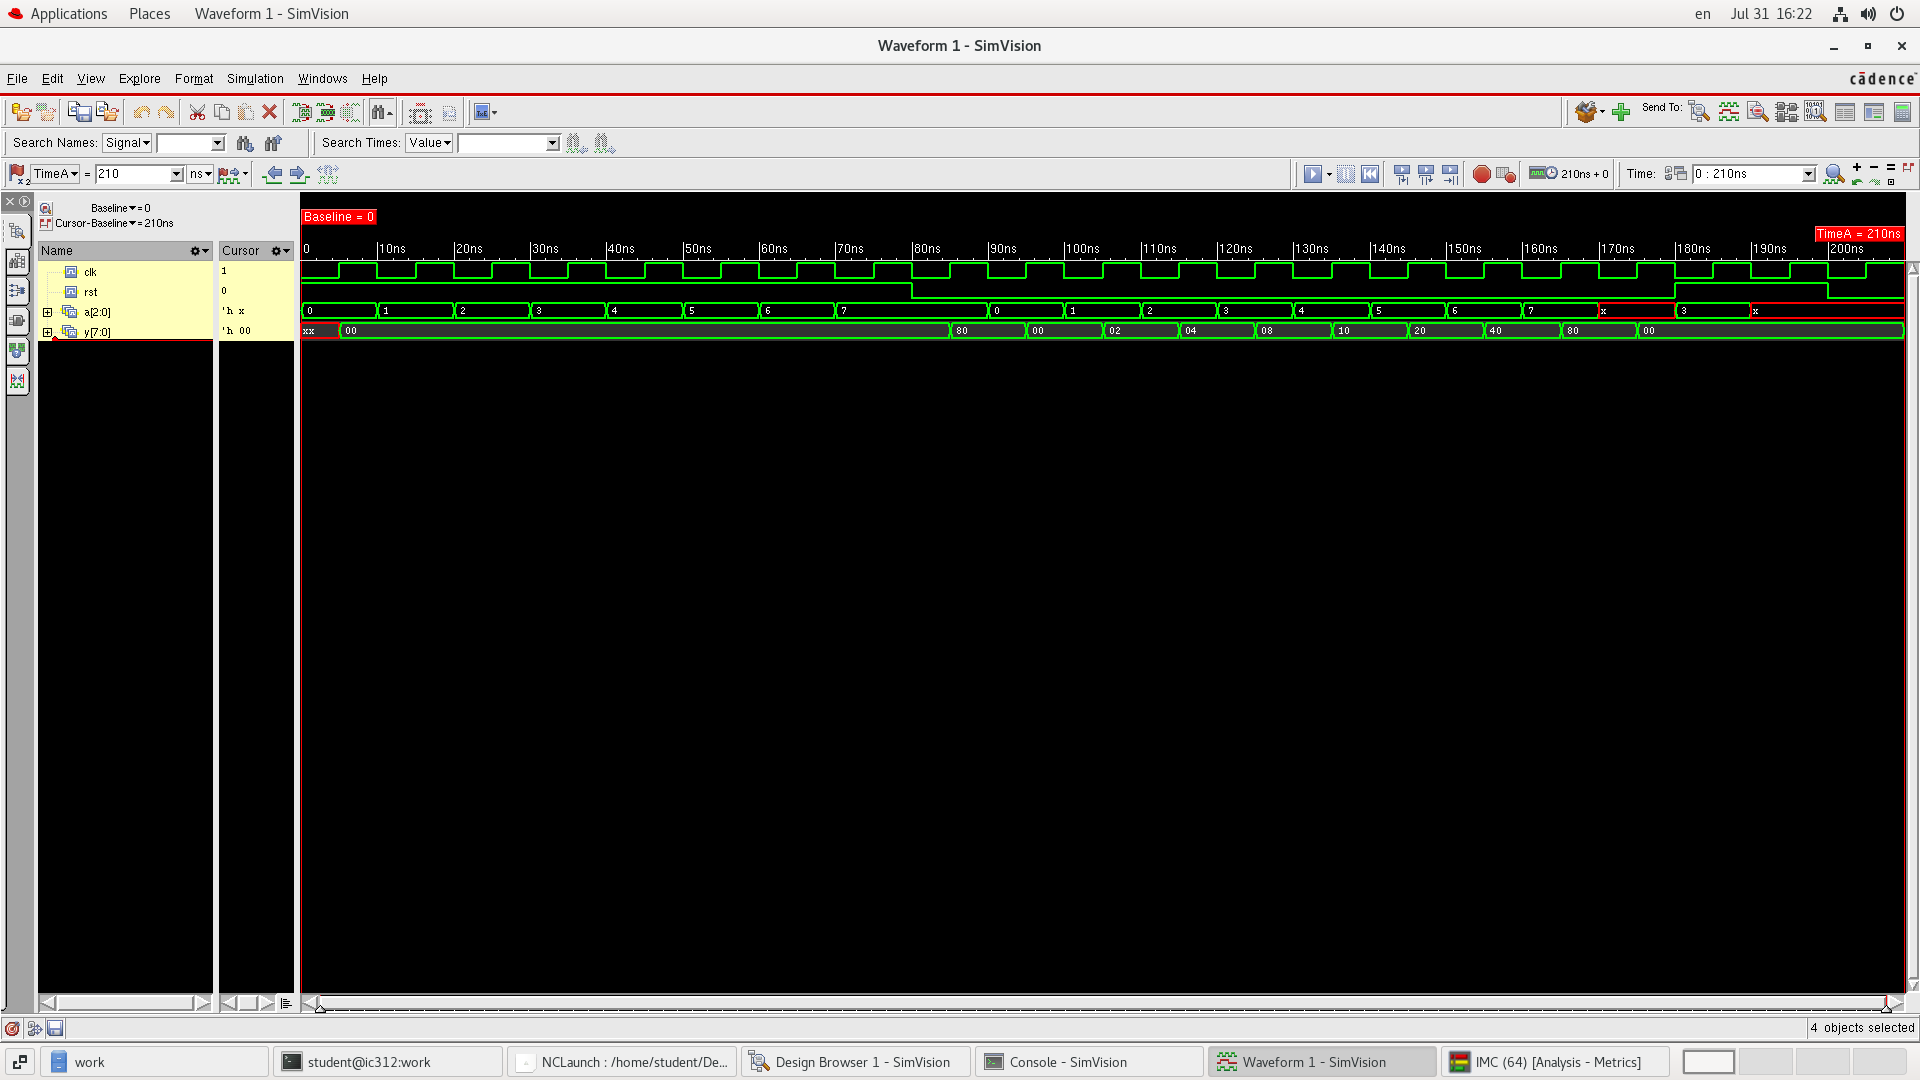 Applications Places Waveform 1 - SimVision en Jul 31 16:22
Waveform 1 - SimVision
File Edit View Explore Format Simulation Windows Help cādence
Send To:
Search Names: Signal Search Times: Value
TimeA = 210 ns 210ns + 0 Time: 0 : 210ns
Baseline = 0
Cursor-Baseline = 210ns
Baseline = 0
TimeA = 210ns
Name Cursor 0 10ns 20ns 30ns 40ns 50ns 60ns 70ns 80ns 90ns 100ns 110ns 120ns 130ns 140ns 150ns 160ns 170ns 180ns 190ns 200ns
clk 1
rst 0
a[2:0] 'h x 0 1 2 3 4 5 6 7 0 1 2 3 4 5 6 7 x 3 x
y[7:0] 'h 00 xx 00 80 00 02 04 08 10 20 40 80 00
4 objects selected
work student@ic312:work NCLaunch : /home/student/De... Design Browser 1 - SimVision Console - SimVision Waveform 1 - SimVision IMC (64) [Analysis - Metrics]